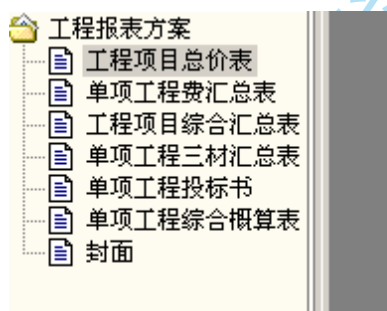 工程报表方案
工程项目总价表
单项工程费汇总表
工程项目综合汇总表
单项工程三材汇总表
单项工程投标书
单项工程综合概算表
封面